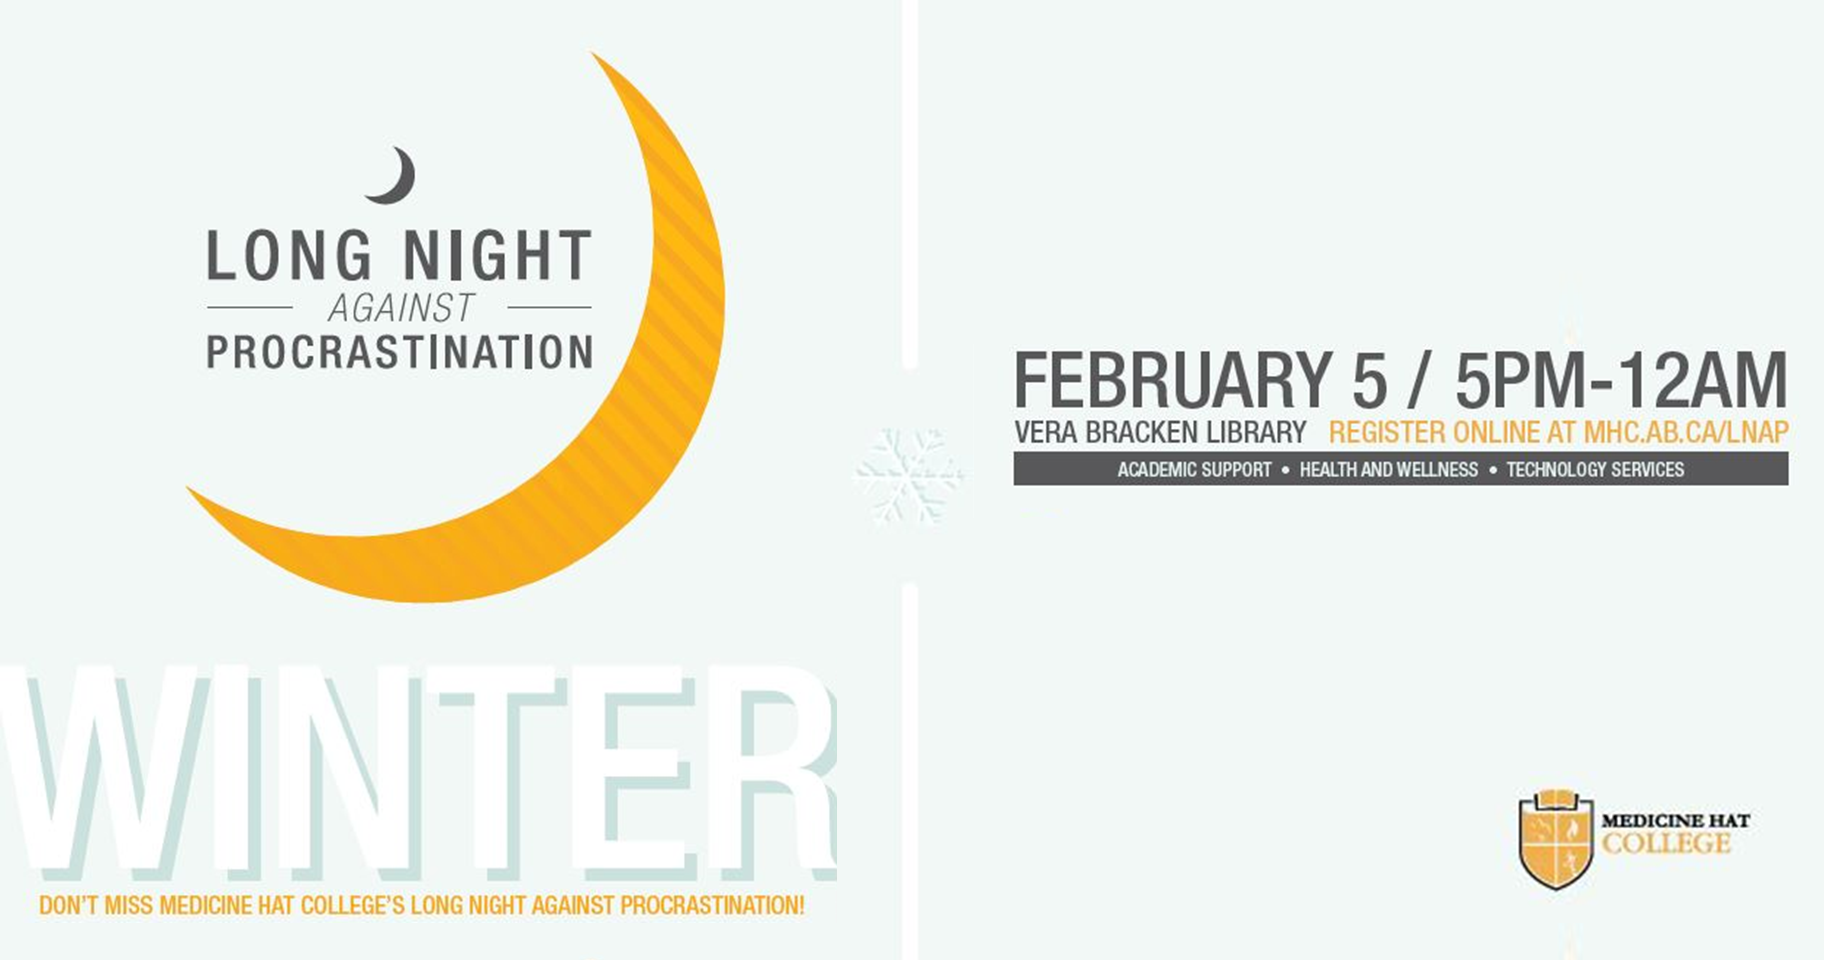 LONG NIGHT
AGAINST
PROCRASTINATION
WINTER
DON'T MISS MEDICINE HAT COLLEGE'S LONG NIGHT AGAINST PROCRASTINATION!
FEBRUARY 5 / 5PM-12AM
VERA BRACKEN LIBRARY REGISTER ONLINE AT MHC.AB.CA/LNAP
ACADEMIC SUPPORT • HEALTH AND WELLNESS • TECHNOLOGY SERVICES
MEDICINE HAT
COLLEGE